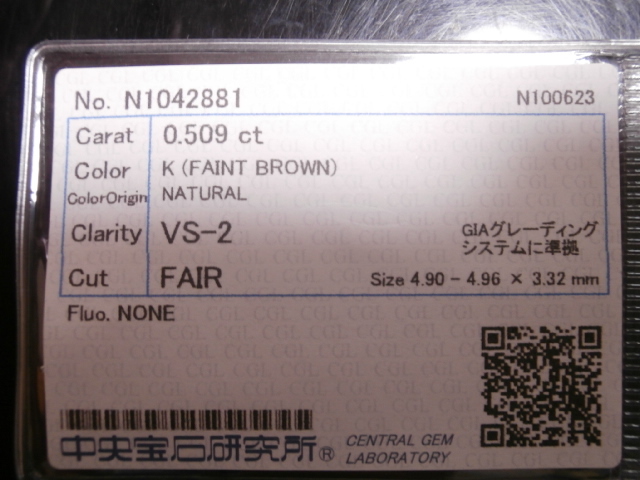 No. N1042881 N100623
Carat 0.509 ct
Color K (FAINT BROWN)
ColorOrigin NATURAL
Clarity VS-2 GIAグレーディング
システムに準拠
Cut FAIR Size 4.90 - 4.96 × 3.32 mm
Fluo. NONE
中央宝石研究所® CENTRAL GEM
LABORATORY